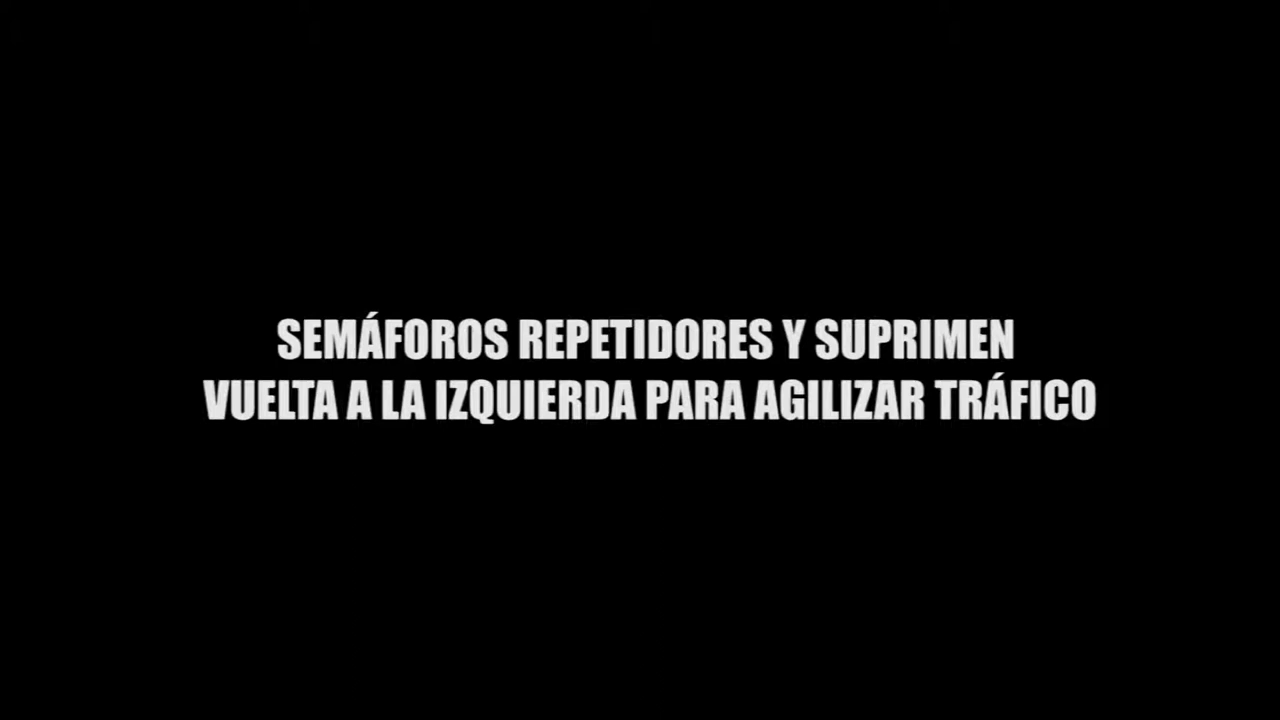 SEMÁFOROS REPETIDORES Y SUPRIMEN
VUELTA A LA IZQUIERDA PARA AGILIZAR TRÁFICO